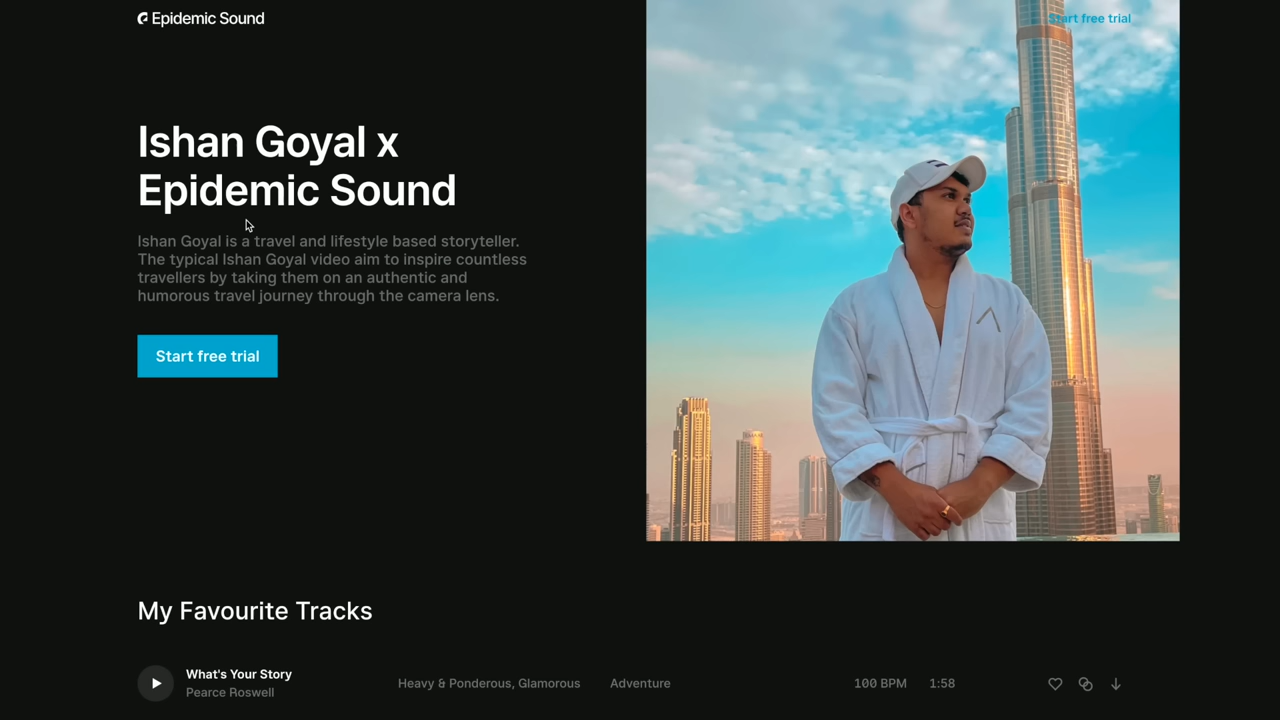 Epidemic Sound
Start free trial
Ishan Goyal x
Epidemic Sound
Ishan Goyal is a travel and lifestyle based storyteller.
The typical Ishan Goyal video aim to inspire countless
travellers by taking them on an authentic and
humorous travel journey through the camera lens.
Start free trial
My Favourite Tracks
What's Your Story
Pearce Roswell
Heavy & Ponderous, Glamorous
Adventure
100 BPM
1:58